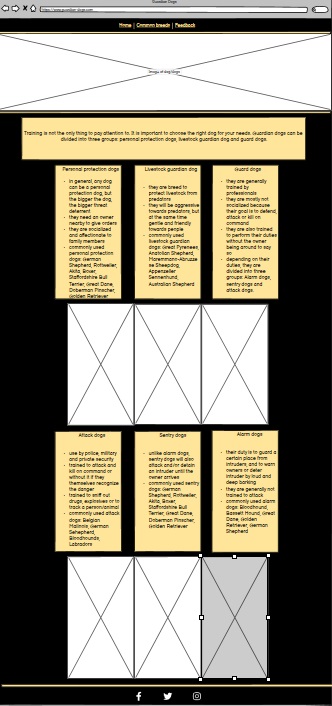 Guardian Dogs
https://www.guardian-dogs.com
Home | Common breeds | Feedback
Image of dog/dogs
Training is not the only thing to pay attention to. It is important to choose the right dog for your needs. Guardian dogs can be
divided into three groups: personal protection dogs, livestock guardian dog and guard dogs.
Personal protection dogs
- in general, any dog
can be a personal
protection dog, but
the bigger the dog,
the bigger threat
deterrent
- they need an owner
nearby to give orders
- they are socialized
and affectionate to
family members
- commonly used
personal protection
dogs: German
Shepherd, Rottweiler,
Akita, Boxer,
Staffordshire Bull
Terrier, Great Dane,
Doberman Pinscher,
Golden Retriever
Livestock guardian dog
- they are breed to
protect livestock from
predators
- they will be aggressive
towards predators, but
at the same time
gentle and friendly
towards people
- commonly used
livestock guardian
dogs: Great Pyrenees,
Anatolian Shepherd,
Maremmano-Abruzze
se Sheepdog,
Appenzeller
Sennenhund,
Australian Shepherd
Guard dogs
- they are generally
trained by
professionals
- they are mostly not
socialized because
their goal is to defend,
attack or kill on
command
- they are also trained
to perform their duties
without the owner
being around to say
so
- depending on their
duties, they are
divided into three
groups: Alarm dogs,
sentry dogs and
attack dogs.
Attack dogs
- use by police, military
and private security
- trained to attack and
kill on command or
without it if they
themselves recognize
the danger
- trained to sniff out
drugs, explosives or to
track a person/animal
- commonly used attack
dogs: Belgian
Malinois, German
Shepherd,
Bloodhounds,
Labradors
Sentry dogs
- unlike alarm dogs,
sentry dogs will also
attack and/or detain
an intruder until the
owner arrives
- commonly used sentry
dogs: German
Shepherd, Rottweiler,
Akita, Boxer,
Staffordshire Bull
Terrier, Great Dane,
Doberman Pinscher,
Golden Retriever
Alarm dogs
- their duty is to guard a
certain place from
intruders, and to warn
owners or deter
intruder by loud and
deep barking
- they are generally not
trained to attack
- commonly used alarm
dogs: Bloodhound,
Bassett Hound, Great
Dane, Golden
Retriever, German
Shepherd